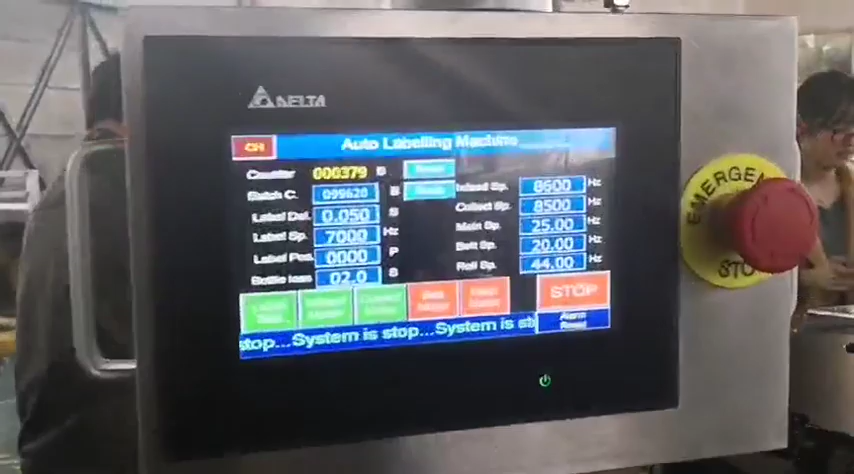 DELTA
CH
Auto Labelling Machine
Counter 000379 B
Batch C. 099620 B
Label Del. 0.050 S
Label Sp. 7000 Hz
Label Pos. 0000 P
Bottle Iner. 02.0 S
Infeed Sp. 8600 Hz
Collect Sp. 8500 Hz
Main Sp. 25.00 Hz
Belt Sp. 20.00 Hz
Roll Sp. 44.00 Hz
STOP
stop...System is stop...System is st
Alarm
Reset
EMERGEN
STOP